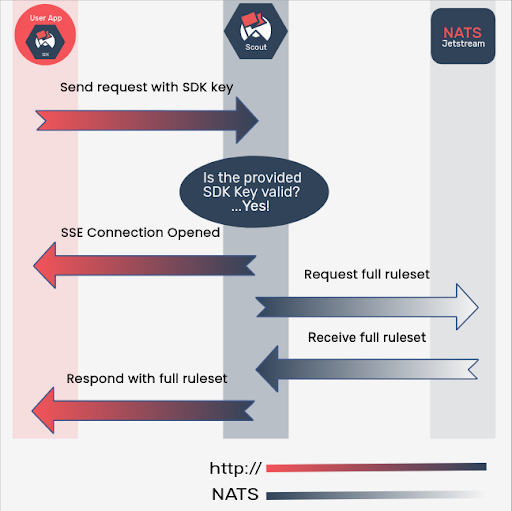 User App
SDK
Scout
NATS
Jetstream
Send request with SDK key
Is the provided
SDK Key valid?
...Yes!
SSE Connection Opened
Request full ruleset
Receive full ruleset
Respond with full ruleset
http://
NATS